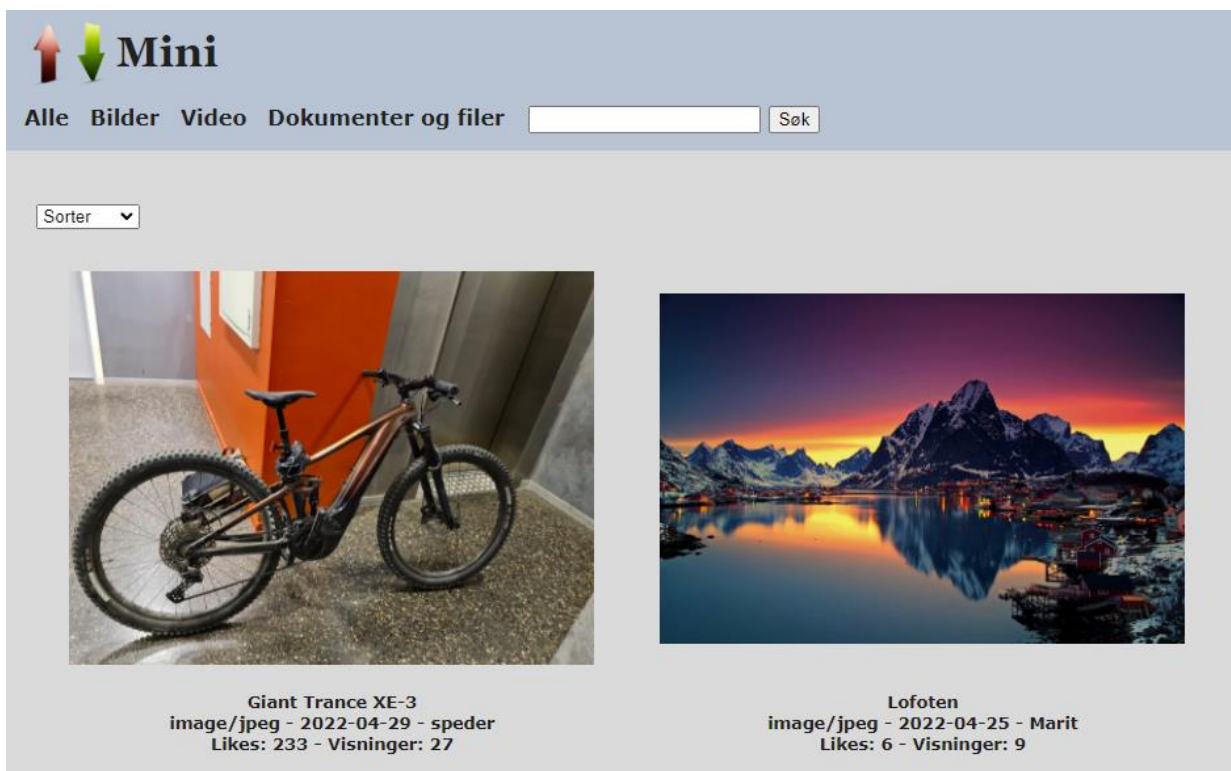 Mini
Alle Bilder Video Dokumenter og filer Søk
Sorter
Giant Trance XE-3
image/jpeg - 2022-04-29 - speder
Likes: 233 - Visninger: 27
Lofoten
image/jpeg - 2022-04-25 - Marit
Likes: 6 - Visninger: 9